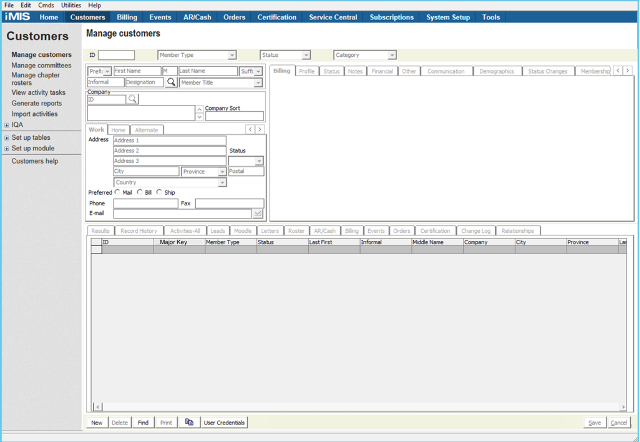 File Edit Cmds Utilities Help
iMIS Home Customers Billing Events AR/Cash Orders Certification Service Central Subscriptions System Setup Tools
Customers
Manage customers
Manage committees
Manage chapter
rosters
View activity tasks
Generate reports
Import activities
IQA
Set up tables
Set up module
Customers help
Manage customers
ID Member Type Status Category
Prefi: First Name M Last Name Suffi:
Informal Designation Member Title
Company
ID
Company Sort
Work Home Alternate
Address Address 1
Address 2 Status
Address 3
City Province Postal
Country
Preferred Mail Bill Ship
Phone Fax
E-mail
Billing Profile Status Notes Financial Other Communication Demographics Status Changes Membership
Results Record History Activities-All Leads Moodle Letters Roster AR/Cash Billing Events Orders Certification Change Log Relationships
ID Major Key Member Type Status Last First Informal Middle Name Company City Province Las
New Delete Find Print User Credentials Save Cancel